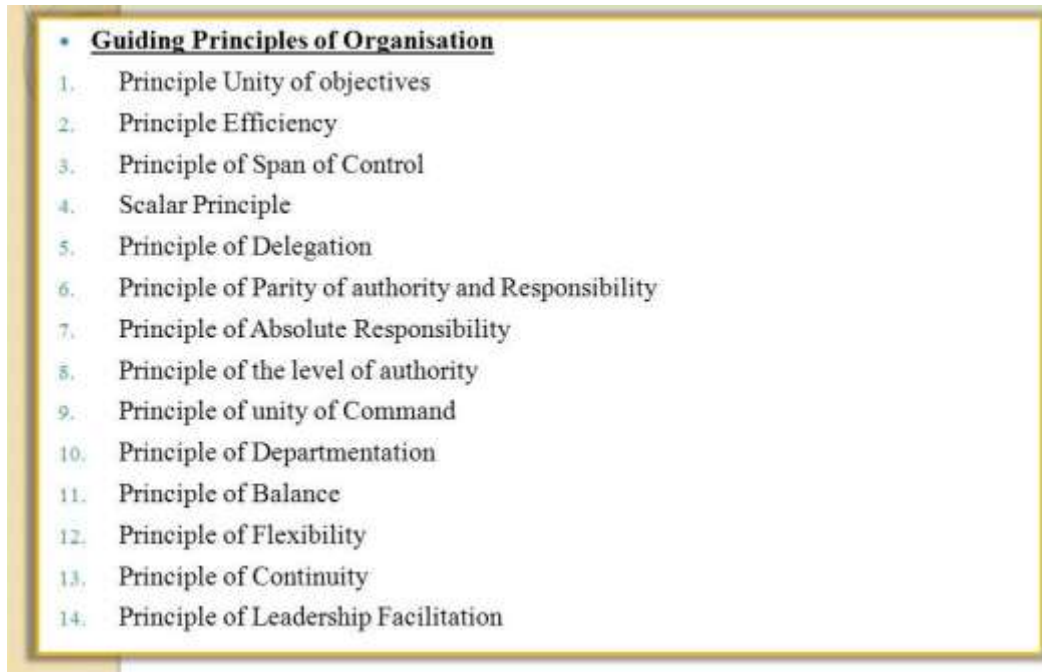 • Guiding Principles of Organisation
1. Principle Unity of objectives
2. Principle Efficiency
3. Principle of Span of Control
4. Scalar Principle
5. Principle of Delegation
6. Principle of Parity of authority and Responsibility
7. Principle of Absolute Responsibility
8. Principle of the level of authority
9. Principle of unity of Command
10. Principle of Departmentation
11. Principle of Balance
12. Principle of Flexibility
13. Principle of Continuity
14. Principle of Leadership Facilitation